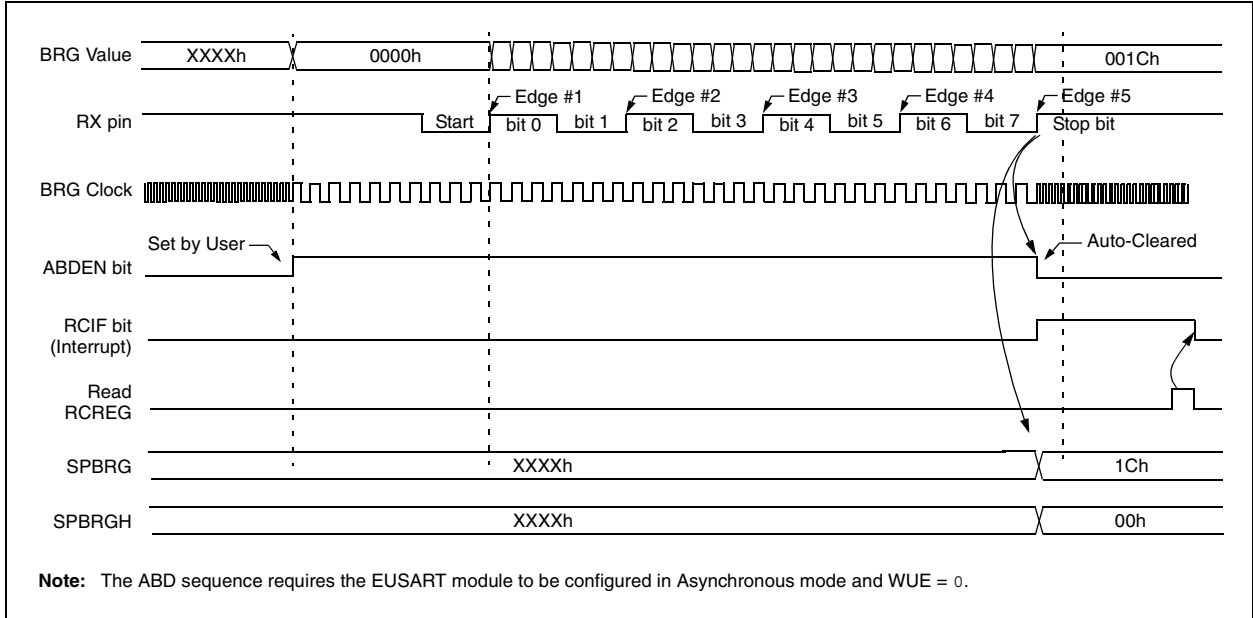 BRG Value XXXXh 0000h 001Ch
Edge #1 Edge #2 Edge #3 Edge #4 Edge #5
RX pin Start bit 0 bit 1 bit 2 bit 3 bit 4 bit 5 bit 6 bit 7 Stop bit
BRG Clock
Set by User Auto-Cleared
ABDEN bit
RCIF bit
(Interrupt)
Read
RCREG
SPBRG XXXXh 1Ch
SPBRGH XXXXh 00h
Note: The ABD sequence requires the EUSART module to be configured in Asynchronous mode and WUE = 0.